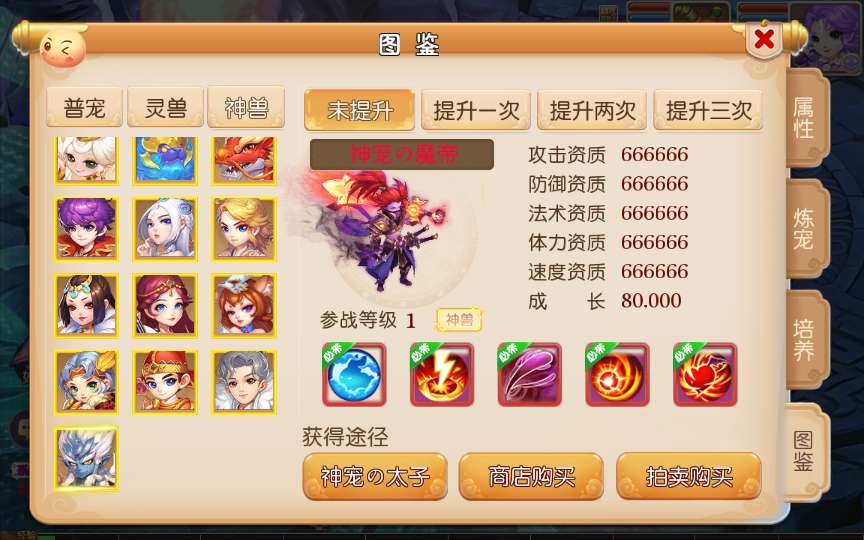 图鉴
普宠 灵兽 神兽
未提升 提升一次 提升两次 提升三次
神宠の魔帝
攻击资质 666666
防御资质 666666
法术资质 666666
体力资质 666666
速度资质 666666
成长 80.000
参战等级 1 神兽
必带 必带 必带 必带 必带
获得途径
神宠の太子 商店购买 拍卖购买
属性
炼宠
培养
图鉴